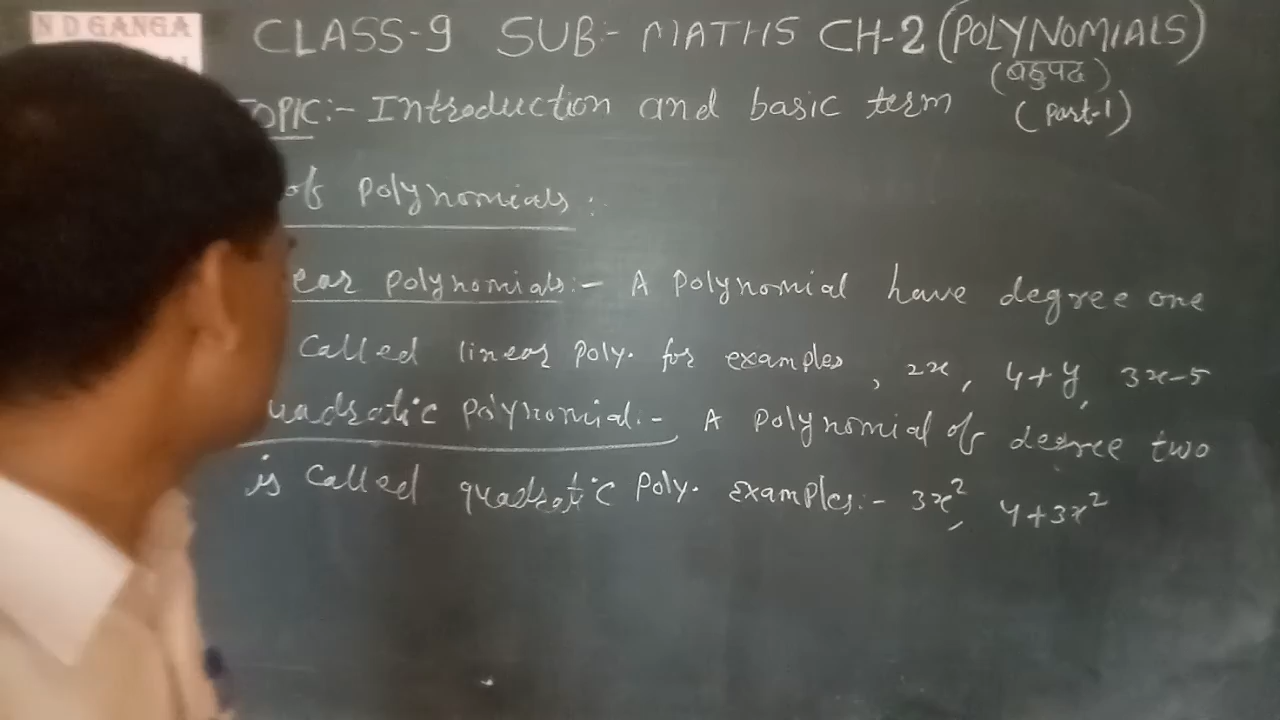 N D GANGA
CLASS-9 SUB:- MATHS CH-2 (POLYNOMIALS)
(बहुपद)
TOPIC:- Introduction and basic term (Part-1)
of Polynomials:
ear polynomials:- A polynomial have degree one
called linear poly. for examples, 2x, 4+y, 3x-5
uadratic polynomial:- A polynomial of degree two
is called quadratic poly. examples:- 3x², 4+3x²